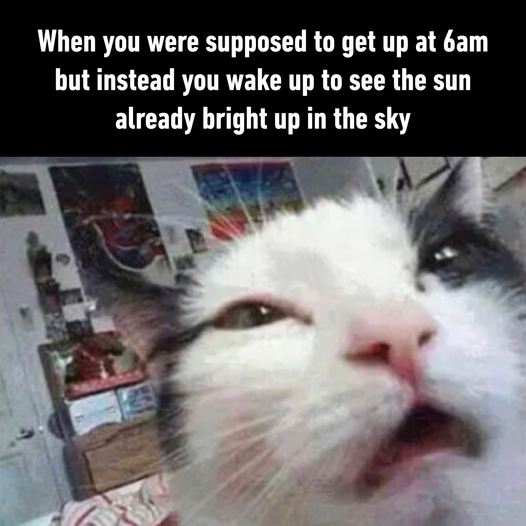 When you were supposed to get up at 6am
but instead you wake up to see the sun
already bright up in the sky